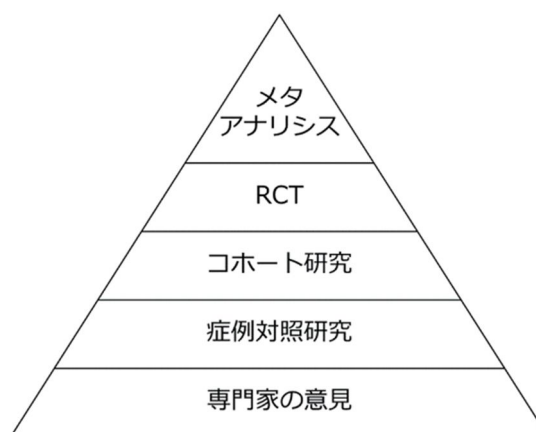 メタ
アナリシス
RCT
コホート研究
症例対照研究
専門家の意見